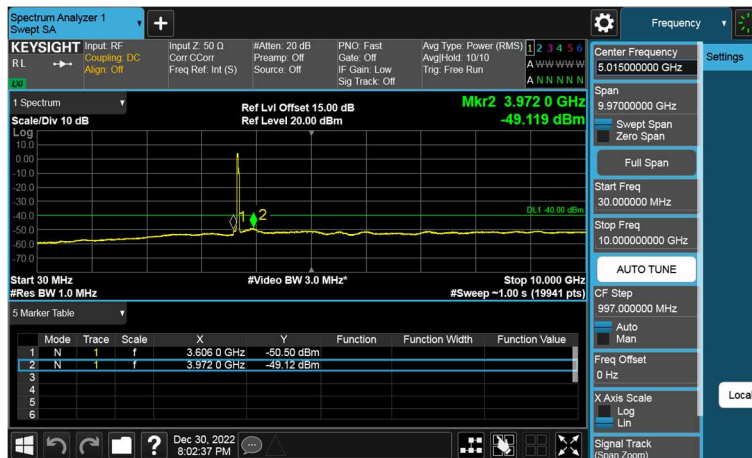 Spectrum Analyzer 1
Swept SA
Frequency
KEYSIGHT
RL
LXI
Input: RF
Coupling: DC
Align: Off
Input Z: 50 Ω
Corr CCorr
Freq Ref: Int (S)
#Atten: 20 dB
Preamp: Off
Source: Off
PNO: Fast
Gate: Off
IF Gain: Low
Sig Track: Off
Avg Type: Power (RMS)
Avg|Hold: 10/10
Trig: Free Run
1 2 3 4 5 6
A W W W W W
A N N N N N
1 Spectrum
Scale/Div 10 dB
Ref Lvl Offset 15.00 dB
Ref Level 20.00 dBm
Mkr2 3.972 0 GHz
-49.119 dBm
Log
10.0
0.00
-10.0
-20.0
-30.0
-40.0
-50.0
-60.0
-70.0
1
2
DL1 -40.00 dBm
Start 30 MHz
#Video BW 3.0 MHz*
Stop 10.000 GHz
#Res BW 1.0 MHz
#Sweep ~1.00 s (19941 pts)
5 Marker Table
Mode Trace Scale X Y Function Function Width Function Value
1 N 1 f 3.606 0 GHz -50.50 dBm
2 N 1 f 3.972 0 GHz -49.12 dBm
3
4
5
6
?
Dec 30, 2022
8:02:37 PM
Center Frequency
5.015000000 GHz
Settings
Span
9.97000000 GHz
Swept Span
Zero Span
Full Span
Start Freq
30.000000 MHz
Stop Freq
10.000000000 GHz
AUTO TUNE
CF Step
997.000000 MHz
Auto
Man
Freq Offset
0 Hz
X Axis Scale
Log
Lin
Local
Signal Track
(Span Zoom)